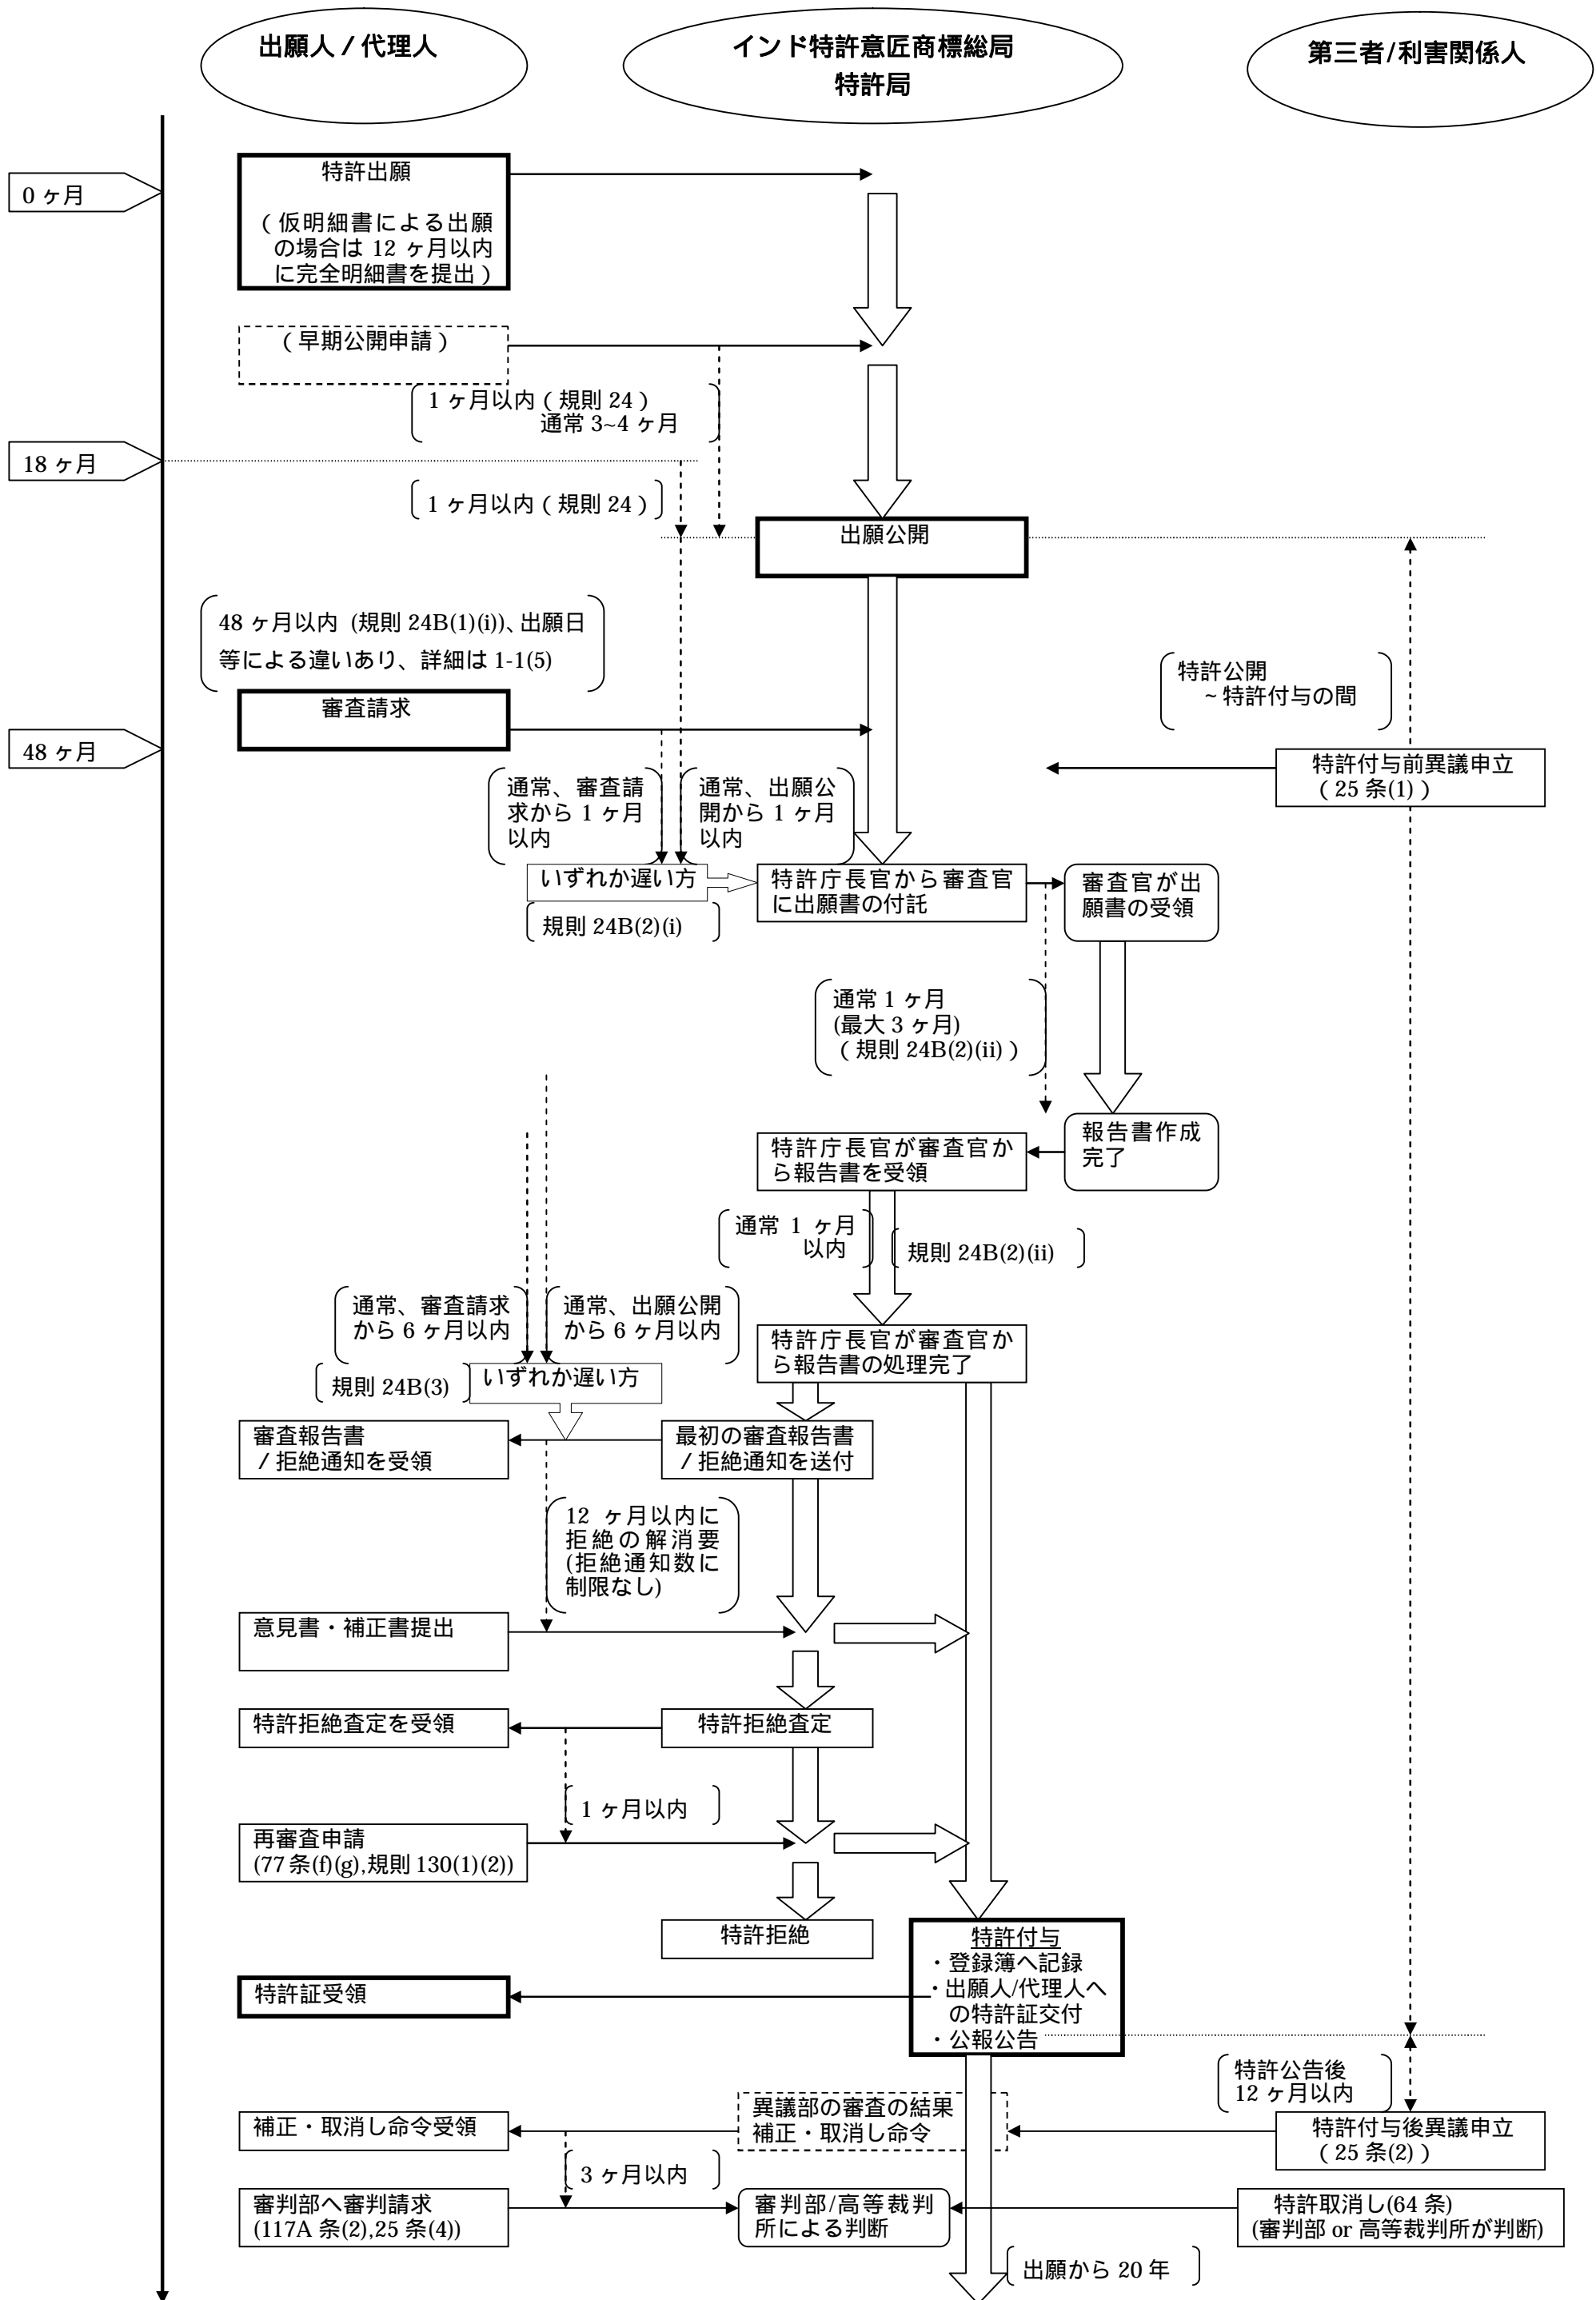 出願人／代理人
インド特許意匠商標総局
特許局
第三者/利害関係人
0 ヶ月
特許出願
（仮明細書による出願
の場合は 12 ヶ月以内
に完全明細書を提出）
（早期公開申請）
1 ヶ月以内（規則 24）
通常 3~4 ヶ月
18 ヶ月
1 ヶ月以内（規則 24）
出願公開
48 ヶ月以内 (規則 24B(1)(i))、出願日
等による違いあり、詳細は 1-1(5)
特許公開
~特許付与の間
審査請求
48 ヶ月
特許付与前異議申立
（25 条(1)）
通常、審査請
求から 1 ヶ月
以内
通常、出願公
開から 1 ヶ月
以内
いずれか遅い方
規則 24B(2)(i)
特許庁長官から審査官
に出願書の付託
審査官が出
願書の受領
通常 1 ヶ月
(最大 3 ヶ月)
（規則 24B(2)(ii)）
報告書作成
完了
特許庁長官が審査官か
ら報告書を受領
通常 1 ヶ月
以内
規則 24B(2)(ii)
通常、審査請求
から 6 ヶ月以内
通常、出願公開
から 6 ヶ月以内
特許庁長官が審査官か
ら報告書の処理完了
規則 24B(3)
いずれか遅い方
審査報告書
／拒絶通知を受領
最初の審査報告書
／拒絶通知を送付
12 ヶ月以内に
拒絶の解消要
(拒絶通知数に
制限なし)
意見書・補正書提出
特許拒絶査定を受領
特許拒絶査定
1 ヶ月以内
再審査申請
(77 条(f)(g),規則 130(1)(2))
特許拒絶
特許付与
・登録簿へ記録
・出願人/代理人へ
の特許証交付
・公報公告
特許証受領
特許公告後
12 ヶ月以内
補正・取消し命令受領
異議部の審査の結果
補正・取消し命令
特許付与後異議申立
（25 条(2)）
3 ヶ月以内
審判部へ審判請求
(117A 条(2),25 条(4))
審判部/高等裁判
所による判断
特許取消し(64 条)
(審判部 or 高等裁判所が判断)
出願から 20 年